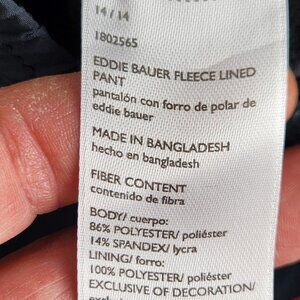 14 / 14
1802565
EDDIE BAUER FLEECE LINED
PANT
pantalón con forro de polar de
eddie bauer
MADE IN BANGLADESH
hecho en bangladesh
FIBER CONTENT
contenido de fibra
BODY/ cuerpo:
86% POLYESTER/ poliéster
14% SPANDEX/ lycra
LINING/ forro:
100% POLYESTER/ poliéster
EXCLUSIVE OF DECORATION/